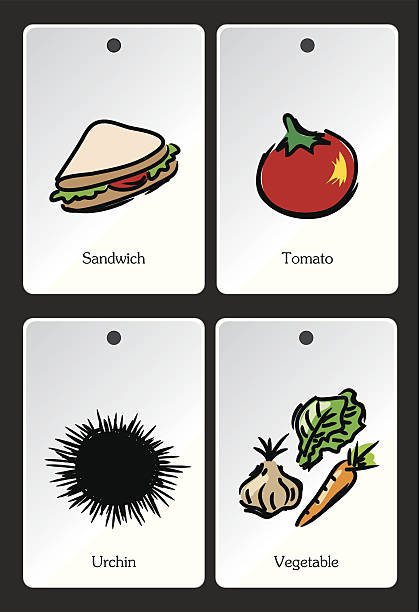 Sandwich
Tomato
Urchin
Vegetable